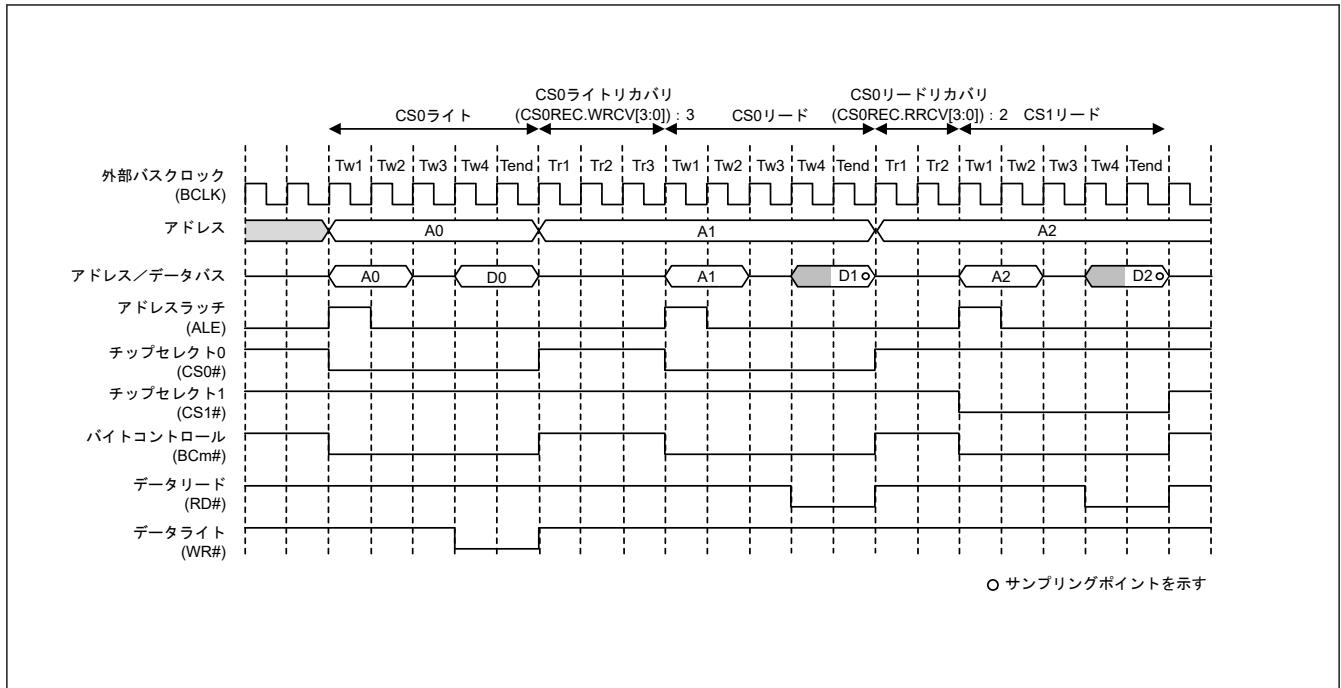 CS0ライト
CS0ライトリカバリ
(CS0REC.WRCV[3:0]):3
CS0リード
CS0リードリカバリ
(CS0REC.RRCV[3:0]):2
CS1リード
Tw1 Tw2 Tw3 Tw4 Tend Tr1 Tr2 Tr3 Tw1 Tw2 Tw3 Tw4 Tend Tr1 Tr2 Tw1 Tw2 Tw3 Tw4 Tend
外部バスクロック
(BCLK)
アドレス
A0 A1 A2
アドレス/データバス
A0 D0 A1 D1 A2 D2
アドレスラッチ
(ALE)
チップセレクト0
(CS0#)
チップセレクト1
(CS1#)
バイトコントロール
(BCm#)
データリード
(RD#)
データライト
(WR#)
サンプリングポイントを示す